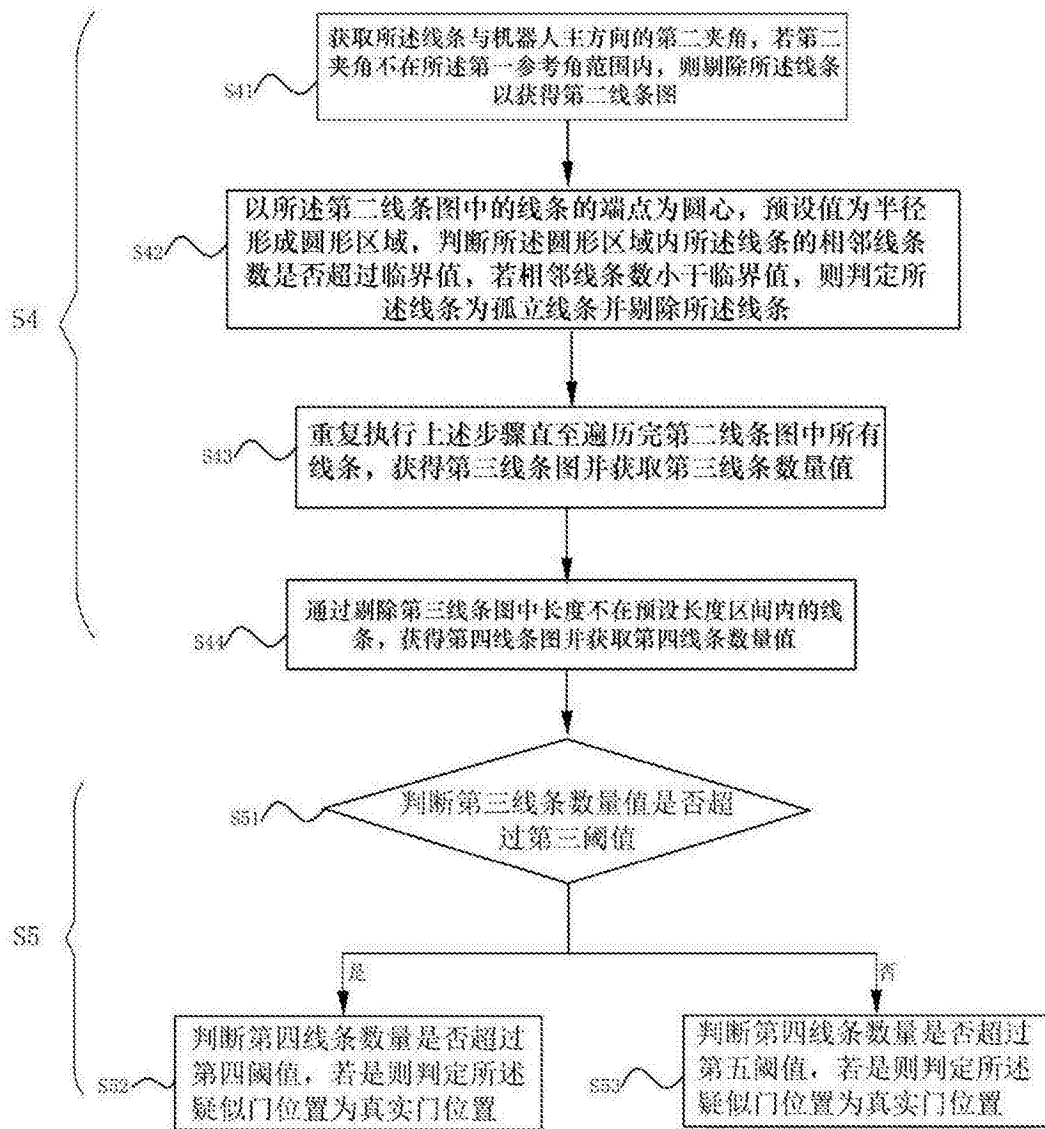 S4
S41
获取所述线条与机器人主方向的第二夹角，若第二
夹角不在所述第一参考角范围内，则剔除所述线条
以获得第二线条图
S42
以所述第二线条图中的线条的端点为圆心，预设值为半径
形成圆形区域，判断所述圆形区域内所述线条的相邻线条
数是否超过临界值，若相邻线条数小于临界值，则判定所
述线条为孤立线条并剔除所述线条
S43
重复执行上述步骤直至遍历完第二线条图中所有
线条，获得第三线条图并获取第三线条数量值
S44
通过剔除第三线条图中长度不在预设长度区间内的线
条，获得第四线条图并获取第四线条数量值
S5
S51
判断第三线条数量值是否超
过第三阈值
是
否
S52
判断第四线条数量是否超过
第四阈值，若是则判定所述
疑似门位置为真实门位置
S53
判断第四线条数量是否超过
第五阈值，若是则判定所述
疑似门位置为真实门位置